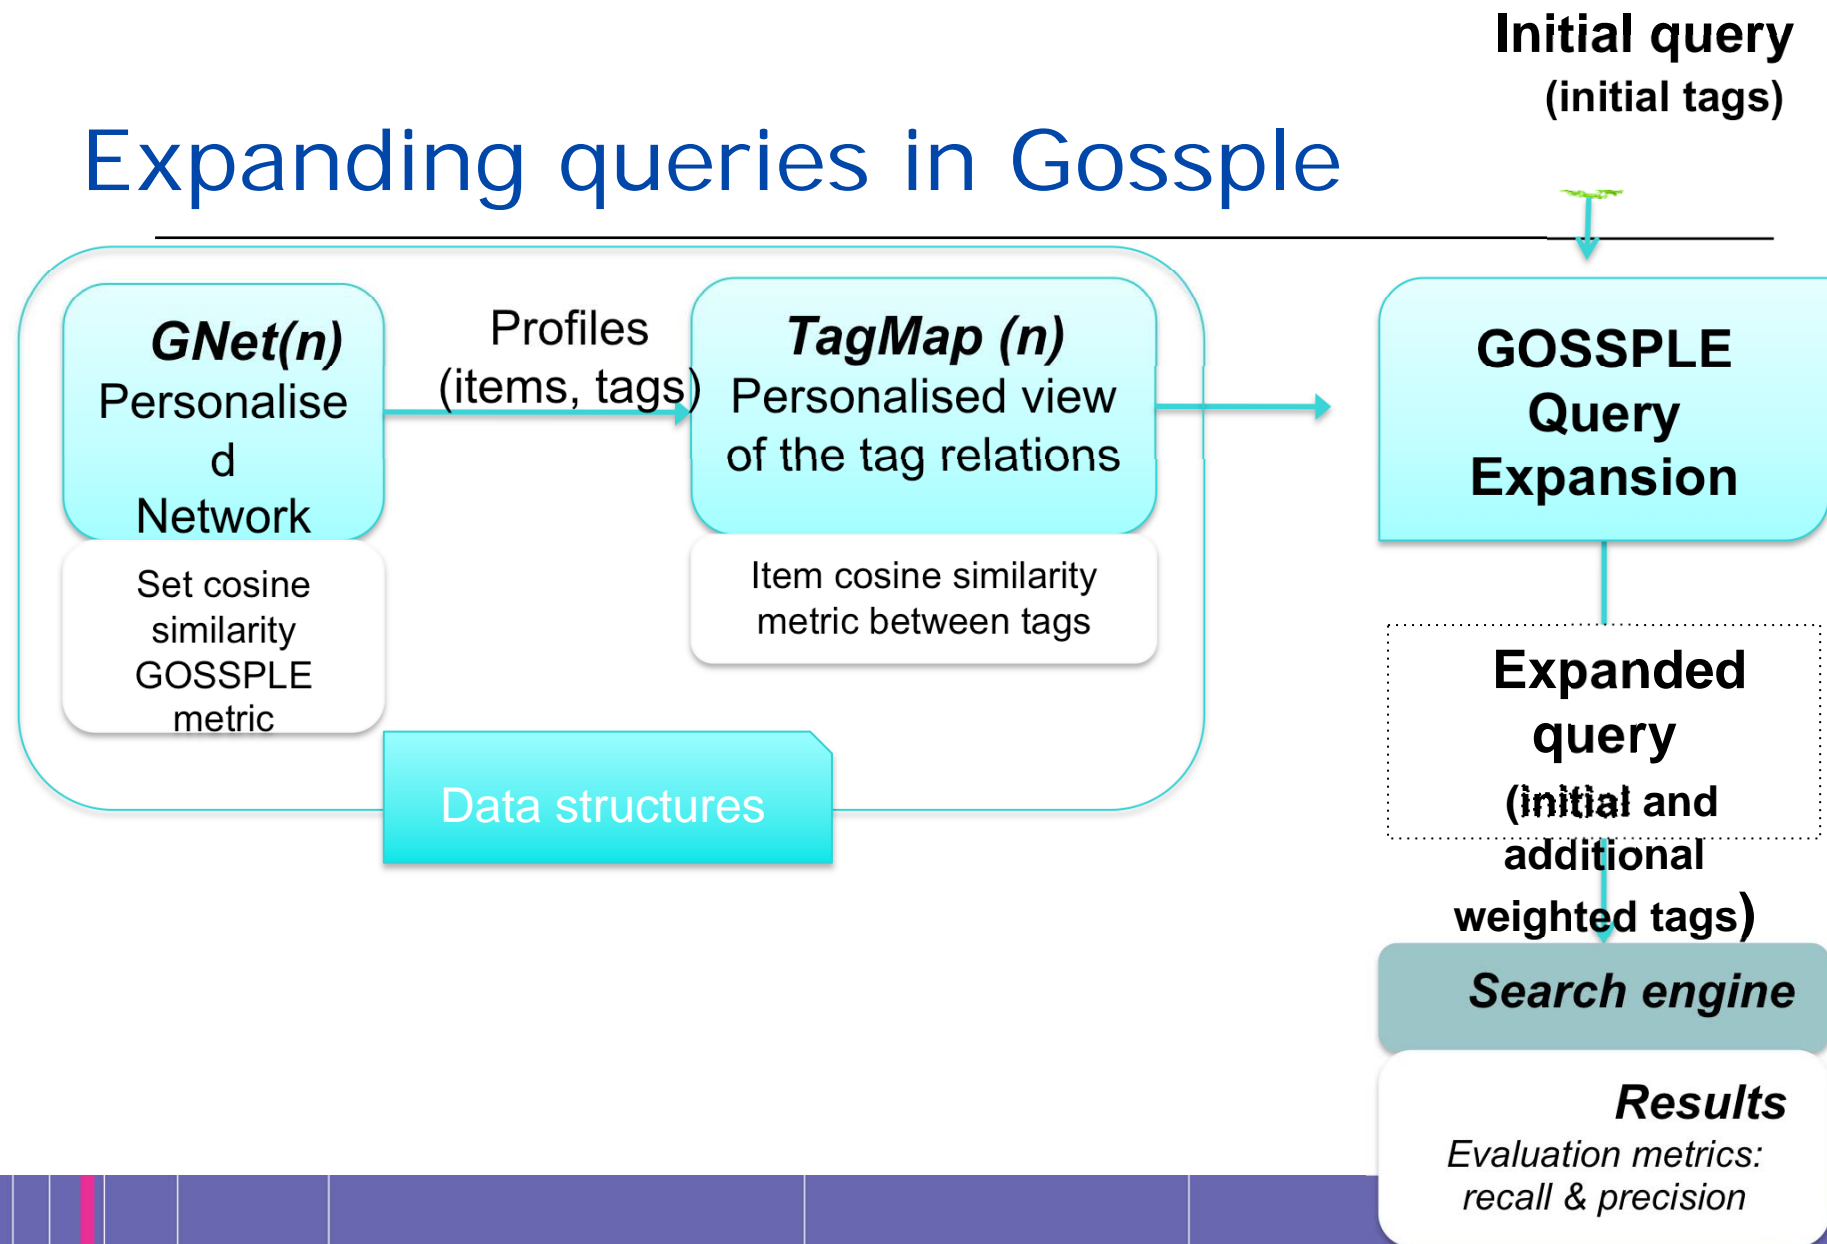 Initial query
(initial tags)
Expanding queries in Gossple
GNet(n)
Personalise
d
Network
Set cosine
similarity
GOSSPLE
metric
Profiles
(items, tags)
TagMap (n)
Personalised view
of the tag relations
Item cosine similarity
metric between tags
Data structures
GOSSPLE
Query
Expansion
Expanded
query
(initial and
additional
weighted tags)
Search engine
Results
Evaluation metrics:
recall & precision